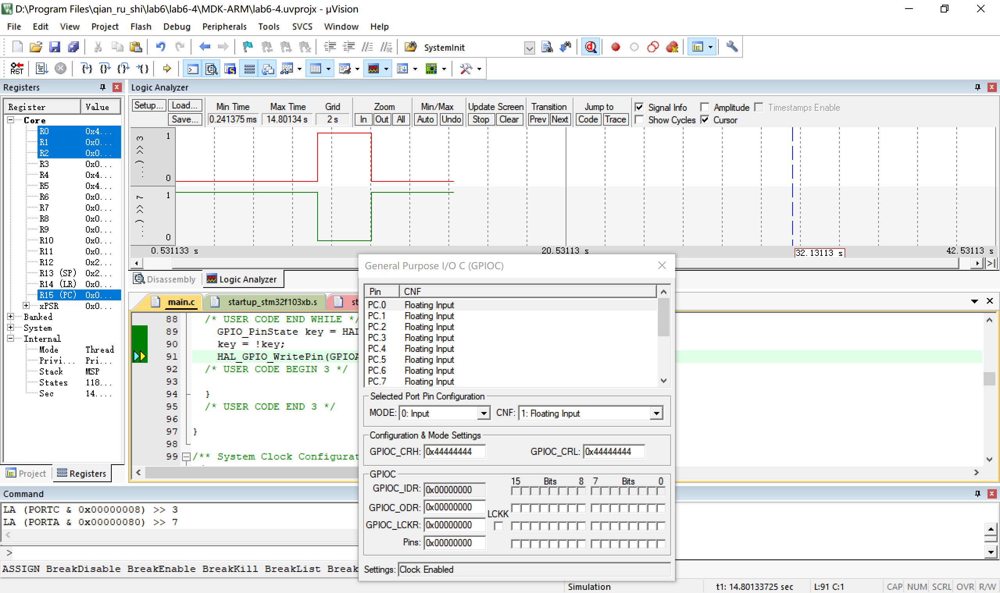 D:\Program Files\qian_ru_shi\lab6\lab6-4\MDK-ARM\lab6-4.uvprojx - µVision
File Edit View Project Flash Debug Peripherals Tools SVCS Window Help
SystemInit
RST
Registers
Register Value
Core
R0 0x4...
R1 0x0...
R2 0x0...
R3 0x0...
R4 0x4...
R5 0x4...
R6 0x0...
R7 0x0...
R8 0x0...
R9 0x0...
R10 0x0...
R11 0x0...
R12 0x2...
R13 (SP) 0x2...
R14 (LR) 0x0...
R15 (PC) 0x0...
xPSR 0x0...
Banked
System
Internal
Mode Thread
Privi... Pri...
Stack MSP
States 118...
Sec 14....
Project Registers
Logic Analyzer
Setup... Load... Min Time Max Time Grid Zoom Min/Max Update Screen Transition Jump to Signal Info Amplitude Timestamps Enable
Save... 0.241375 ms 14.80134 s 2 s In Out All Auto Undo Stop Clear Prev Next Code Trace Show Cycles Cursor
(... >> 3
1
0
(... >> 7
1
0
0.531133 s 20.53113 s 32.13113 s 42.53113 s
Disassembly Logic Analyzer
main.c startup_stm32f103xb.s st
88 /* USER CODE END WHILE */
89 GPIO_PinState key = HAL
90 key = !key;
91 HAL_GPIO_WritePin(GPIOA
92 /* USER CODE BEGIN 3 */
93
94 }
95 /* USER CODE END 3 */
96
97 }
98
99 /** System Clock Configurat
General Purpose I/O C (GPIOC)
Pin CNF
PC.0 Floating Input
PC.1 Floating Input
PC.2 Floating Input
PC.3 Floating Input
PC.4 Floating Input
PC.5 Floating Input
PC.6 Floating Input
PC.7 Floating Input
Selected Port Pin Configuration
MODE: 0: Input CNF: 1: Floating Input
Configuration & Mode Settings
GPIOC_CRH: 0x44444444 GPIOC_CRL: 0x44444444
GPIOC
15 Bits 8 7 Bits 0
GPIOC_IDR: 0x00000000
GPIOC_ODR: 0x00000000
LCKK
GPIOC_LCKR: 0x00000000
Pins: 0x00000000
Settings: Clock Enabled
Command
LA (PORTC & 0x00000008) >> 3
LA (PORTA & 0x00000080) >> 7
>
ASSIGN BreakDisable BreakEnable BreakKill BreakList Break
Simulation t1: 14.80133725 sec L:91 C:1 CAP NUM SCRL OVR R/W